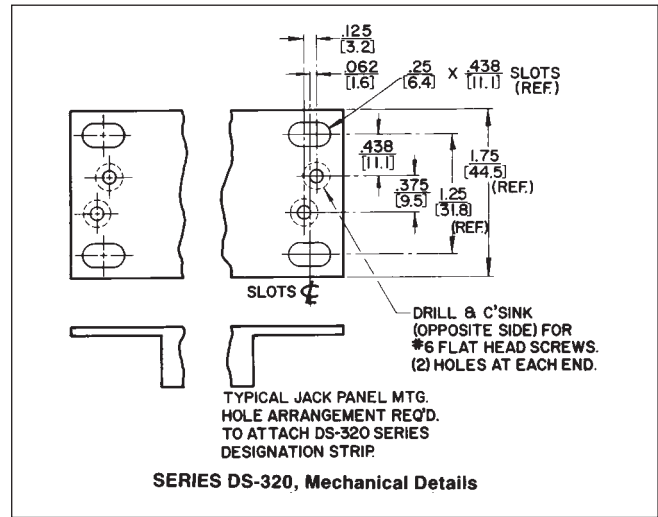 .125
[3.2]
.062
[1.6]
.25
[6.4]
X
.438
[11.1]
SLOTS
(REF.)
.438
[11.1]
.375
[9.5]
1.25
[31.8]
(REF.)
1.75
[44.5]
(REF.)
SLOTS ℄
DRILL & C'SINK
(OPPOSITE SIDE) FOR
#6 FLAT HEAD SCREWS.
(2) HOLES AT EACH END.
TYPICAL JACK PANEL MTG.
HOLE ARRANGEMENT REQ'D.
TO ATTACH DS-320 SERIES
DESIGNATION STRIP.
SERIES DS-320, Mechanical Details